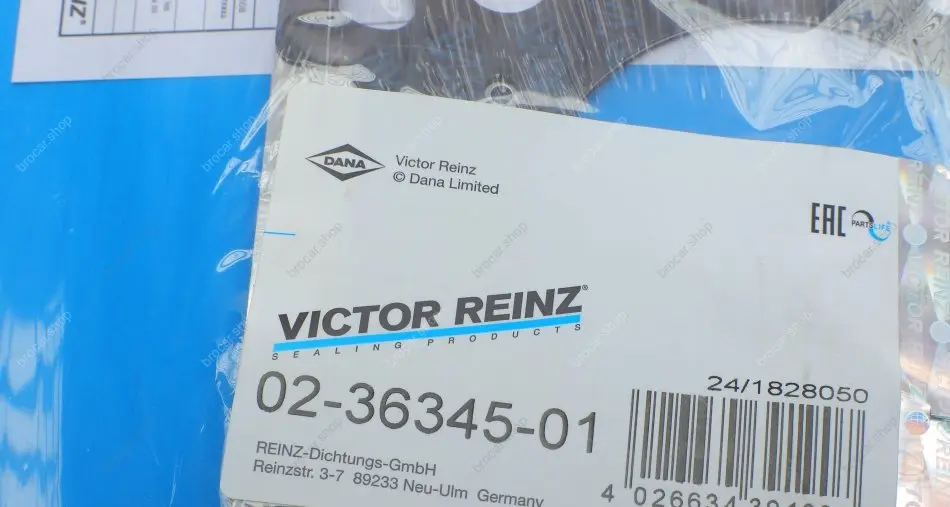 DANA
Victor Reinz
© Dana Limited
EAC
PARTSLIFE
VICTOR REINZ®
SEALING PRODUCTS
02-36345-01
24/1828050
REINZ-Dichtungs-GmbH
Reinzstr. 3-7 89233 Neu-Ulm Germany
4 026634
brocar.shop